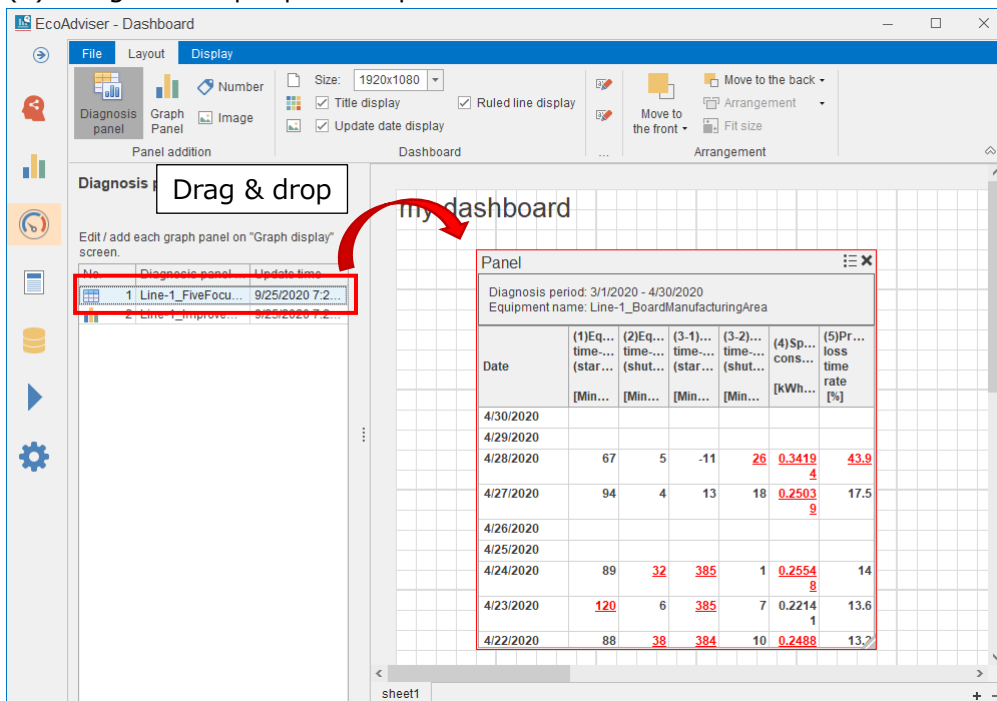 EcoAdviser - Dashboard
File Layout Display
Diagnosis panel
Graph Panel
Number
Image
Size: 1920x1080
Title display
Ruled line display
Update date display
Move to the front
Move to the back
Arrangement
Fit size
Panel addition
Dashboard
...
Arrangement
Diagnosis
Drag & drop
my dashboard
Edit / add each graph panel on "Graph display" screen.
No. Diagnosis panel Update time
1 Line-1_FiveFocu... 9/25/2020 7:2...
2 Line-1_Improve... 9/25/2020 7:2...
Panel
Diagnosis period: 3/1/2020 - 4/30/2020
Equipment name: Line-1_BoardManufacturingArea
Date
(1)Eq... time-... (star... [Min...
(2)Eq... time-... (shut... [Min...
(3-1)... time-... (star... [Min...
(3-2)... time-... (shut... [Min...
(4)Sp... cons... [kWh...
(5)Pr... loss time rate [%]
4/30/2020
4/29/2020
4/28/2020 67 5 -11 26 0.34194 43.9
4/27/2020 94 4 13 18 0.25039 17.5
4/26/2020
4/25/2020
4/24/2020 89 32 385 1 0.25548 14
4/23/2020 120 6 385 7 0.22141 13.6
4/22/2020 88 38 384 10 0.2488
sheet1